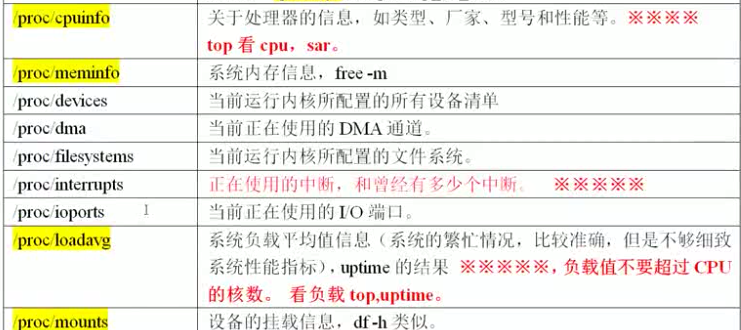 /proc/cpuinfo 关于处理器的信息，如类型、厂家、型号和性能等。※※※※
top 看 cpu，sar。
/proc/meminfo 系统内存信息，free -m
/proc/devices 当前运行内核所配置的所有设备清单
/proc/dma 当前正在使用的 DMA 通道。
/proc/filesystems 当前运行内核所配置的文件系统。
/proc/interrupts 正在使用的中断，和曾经有多少个中断。 ※※※※※
/proc/ioports 当前正在使用的 I/O 端口。
/proc/loadavg 系统负载平均值信息（系统的繁忙情况，比较准确，但是不够细致
系统性能指标），uptime 的结果 ※※※※※，负载值不要超过 CPU
的核数。 看负载 top,uptime。
/proc/mounts 设备的挂载信息，df -h 类似。